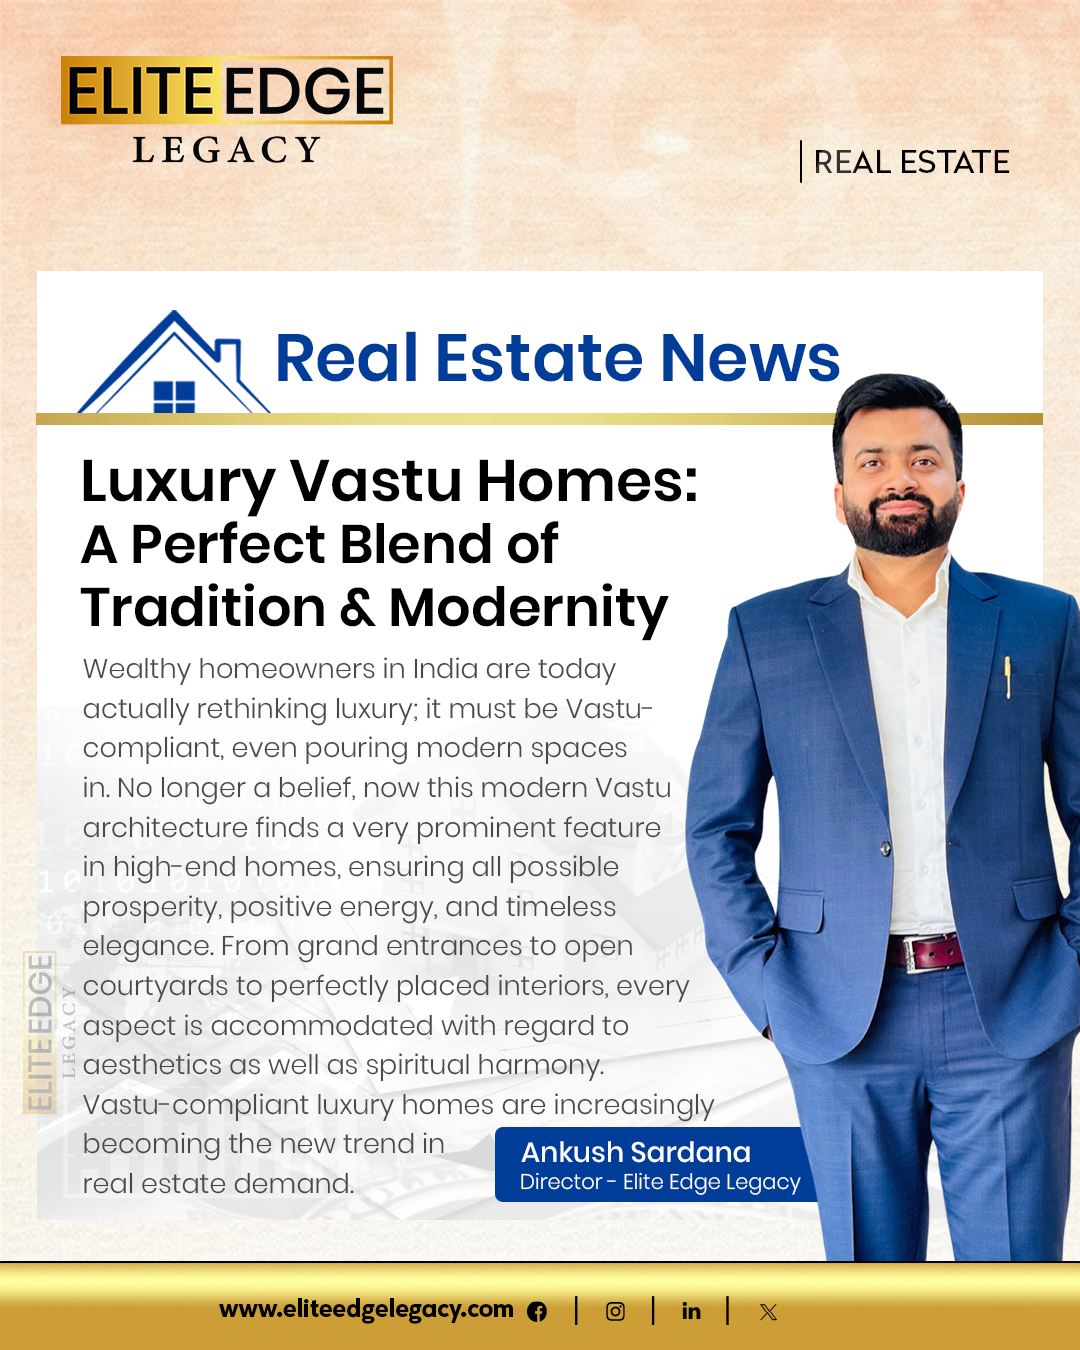 ELITE EDGE
LEGACY
REAL ESTATE
Real Estate News
Luxury Vastu Homes:
A Perfect Blend of
Tradition & Modernity
Wealthy homeowners in India are today
actually rethinking luxury; it must be Vastu-
compliant, even pouring modern spaces
in. No longer a belief, now this modern Vastu
architecture finds a very prominent feature
in high-end homes, ensuring all possible
prosperity, positive energy, and timeless
elegance. From grand entrances to open
courtyards to perfectly placed interiors, every
aspect is accommodated with regard to
aesthetics as well as spiritual harmony.
Vastu-compliant luxury homes are increasingly
becoming the new trend in
real estate demand.
ELITE EDGE
LEGACY
Ankush Sardana
Director - Elite Edge Legacy
www.eliteedgelegacy.com